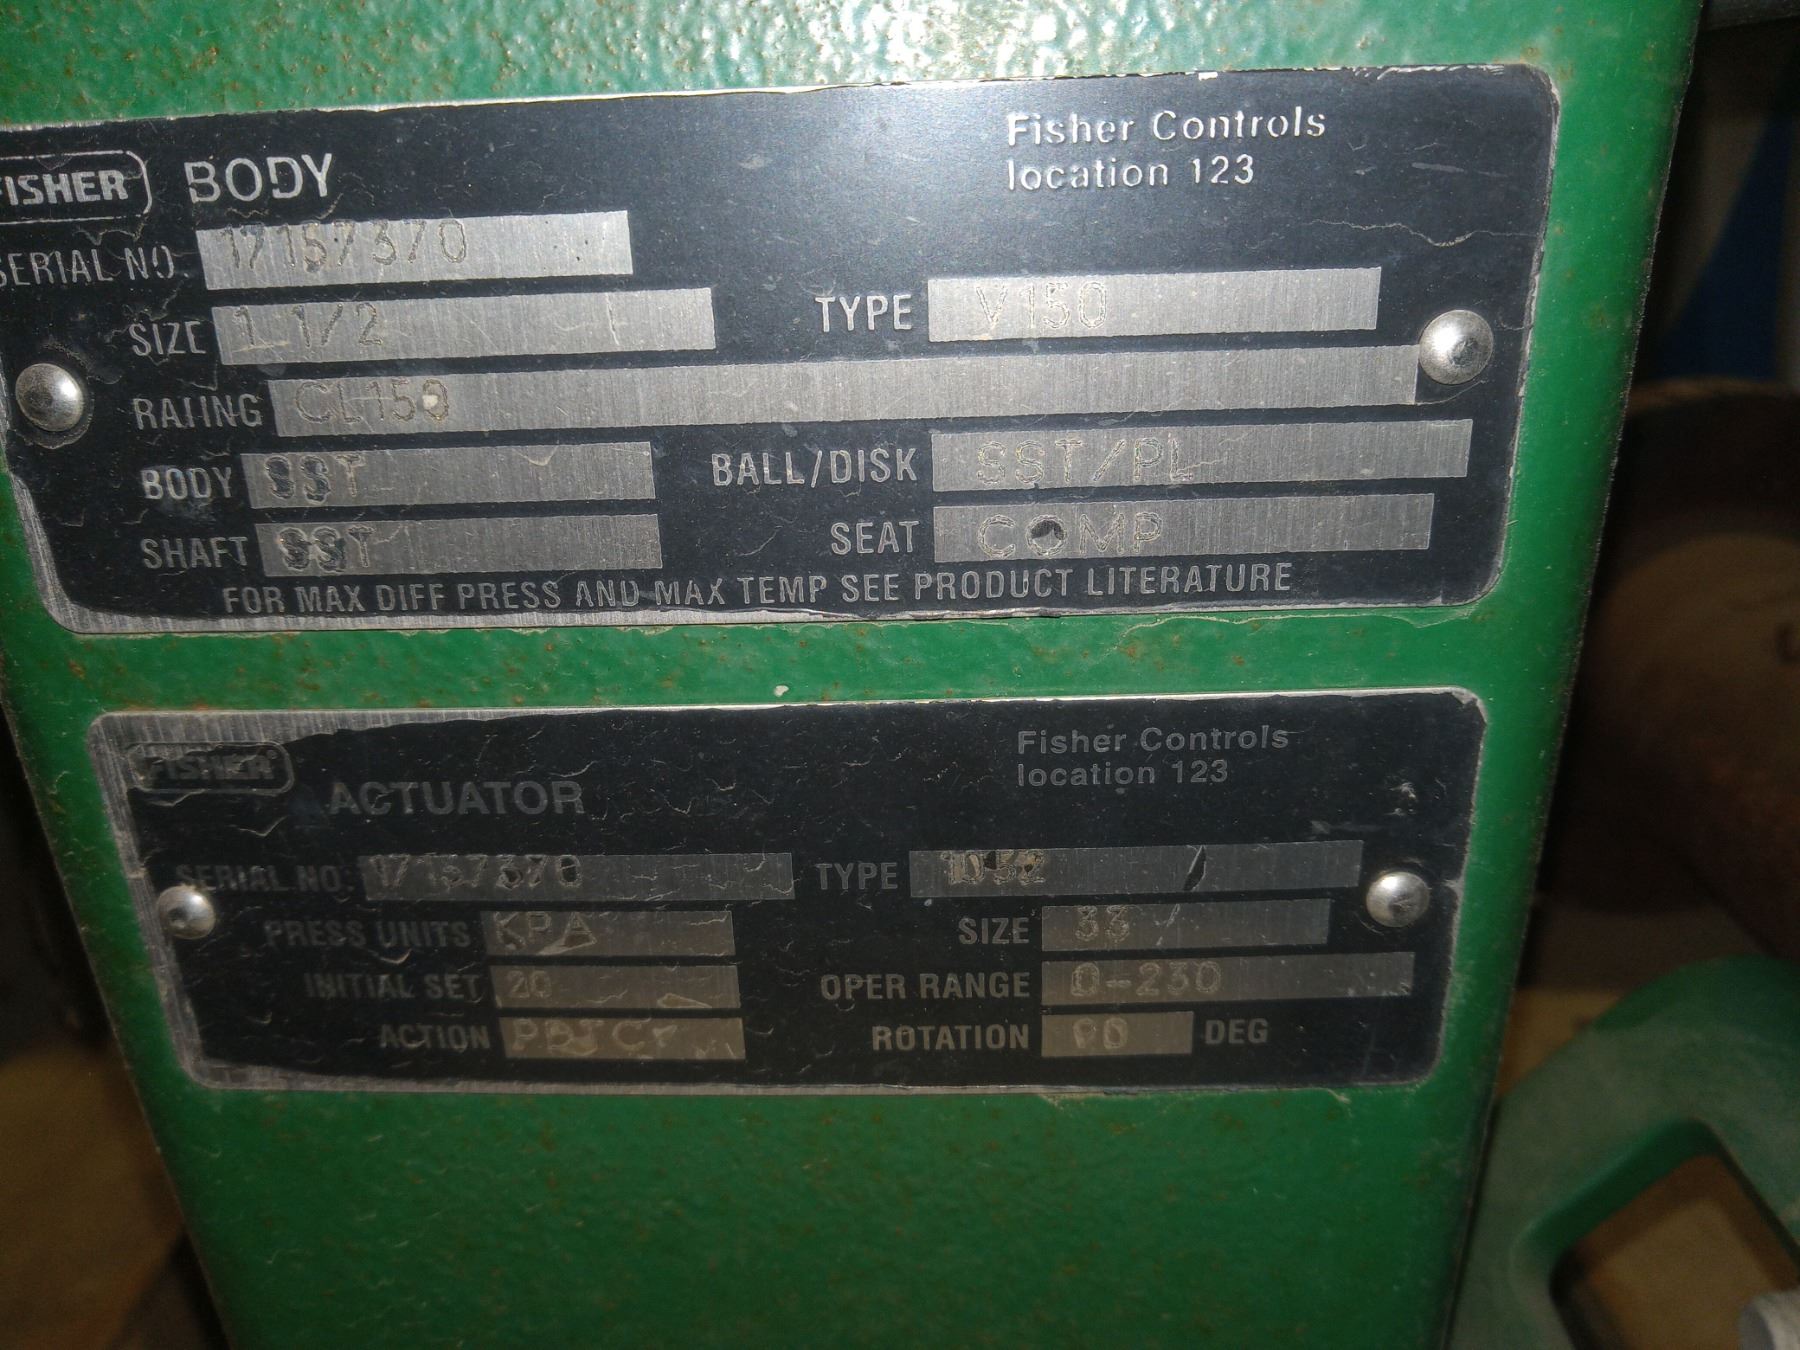 FISHER BODY Fisher Controls
location 123
SERIAL NO. 17157370
SIZE 1 1/2 TYPE V150
RATING CL150
BODY SST BALL/DISK SST/PL
SHAFT SST SEAT COMP
FOR MAX DIFF PRESS AND MAX TEMP SEE PRODUCT LITERATURE
FISHER ACTUATOR Fisher Controls
location 123
SERIAL NO. 17157370 TYPE 1052
PRESS UNITS KPA SIZE 33
INITIAL SET 20 OPER RANGE 0-230
ACTION PDTC ROTATION 90 DEG